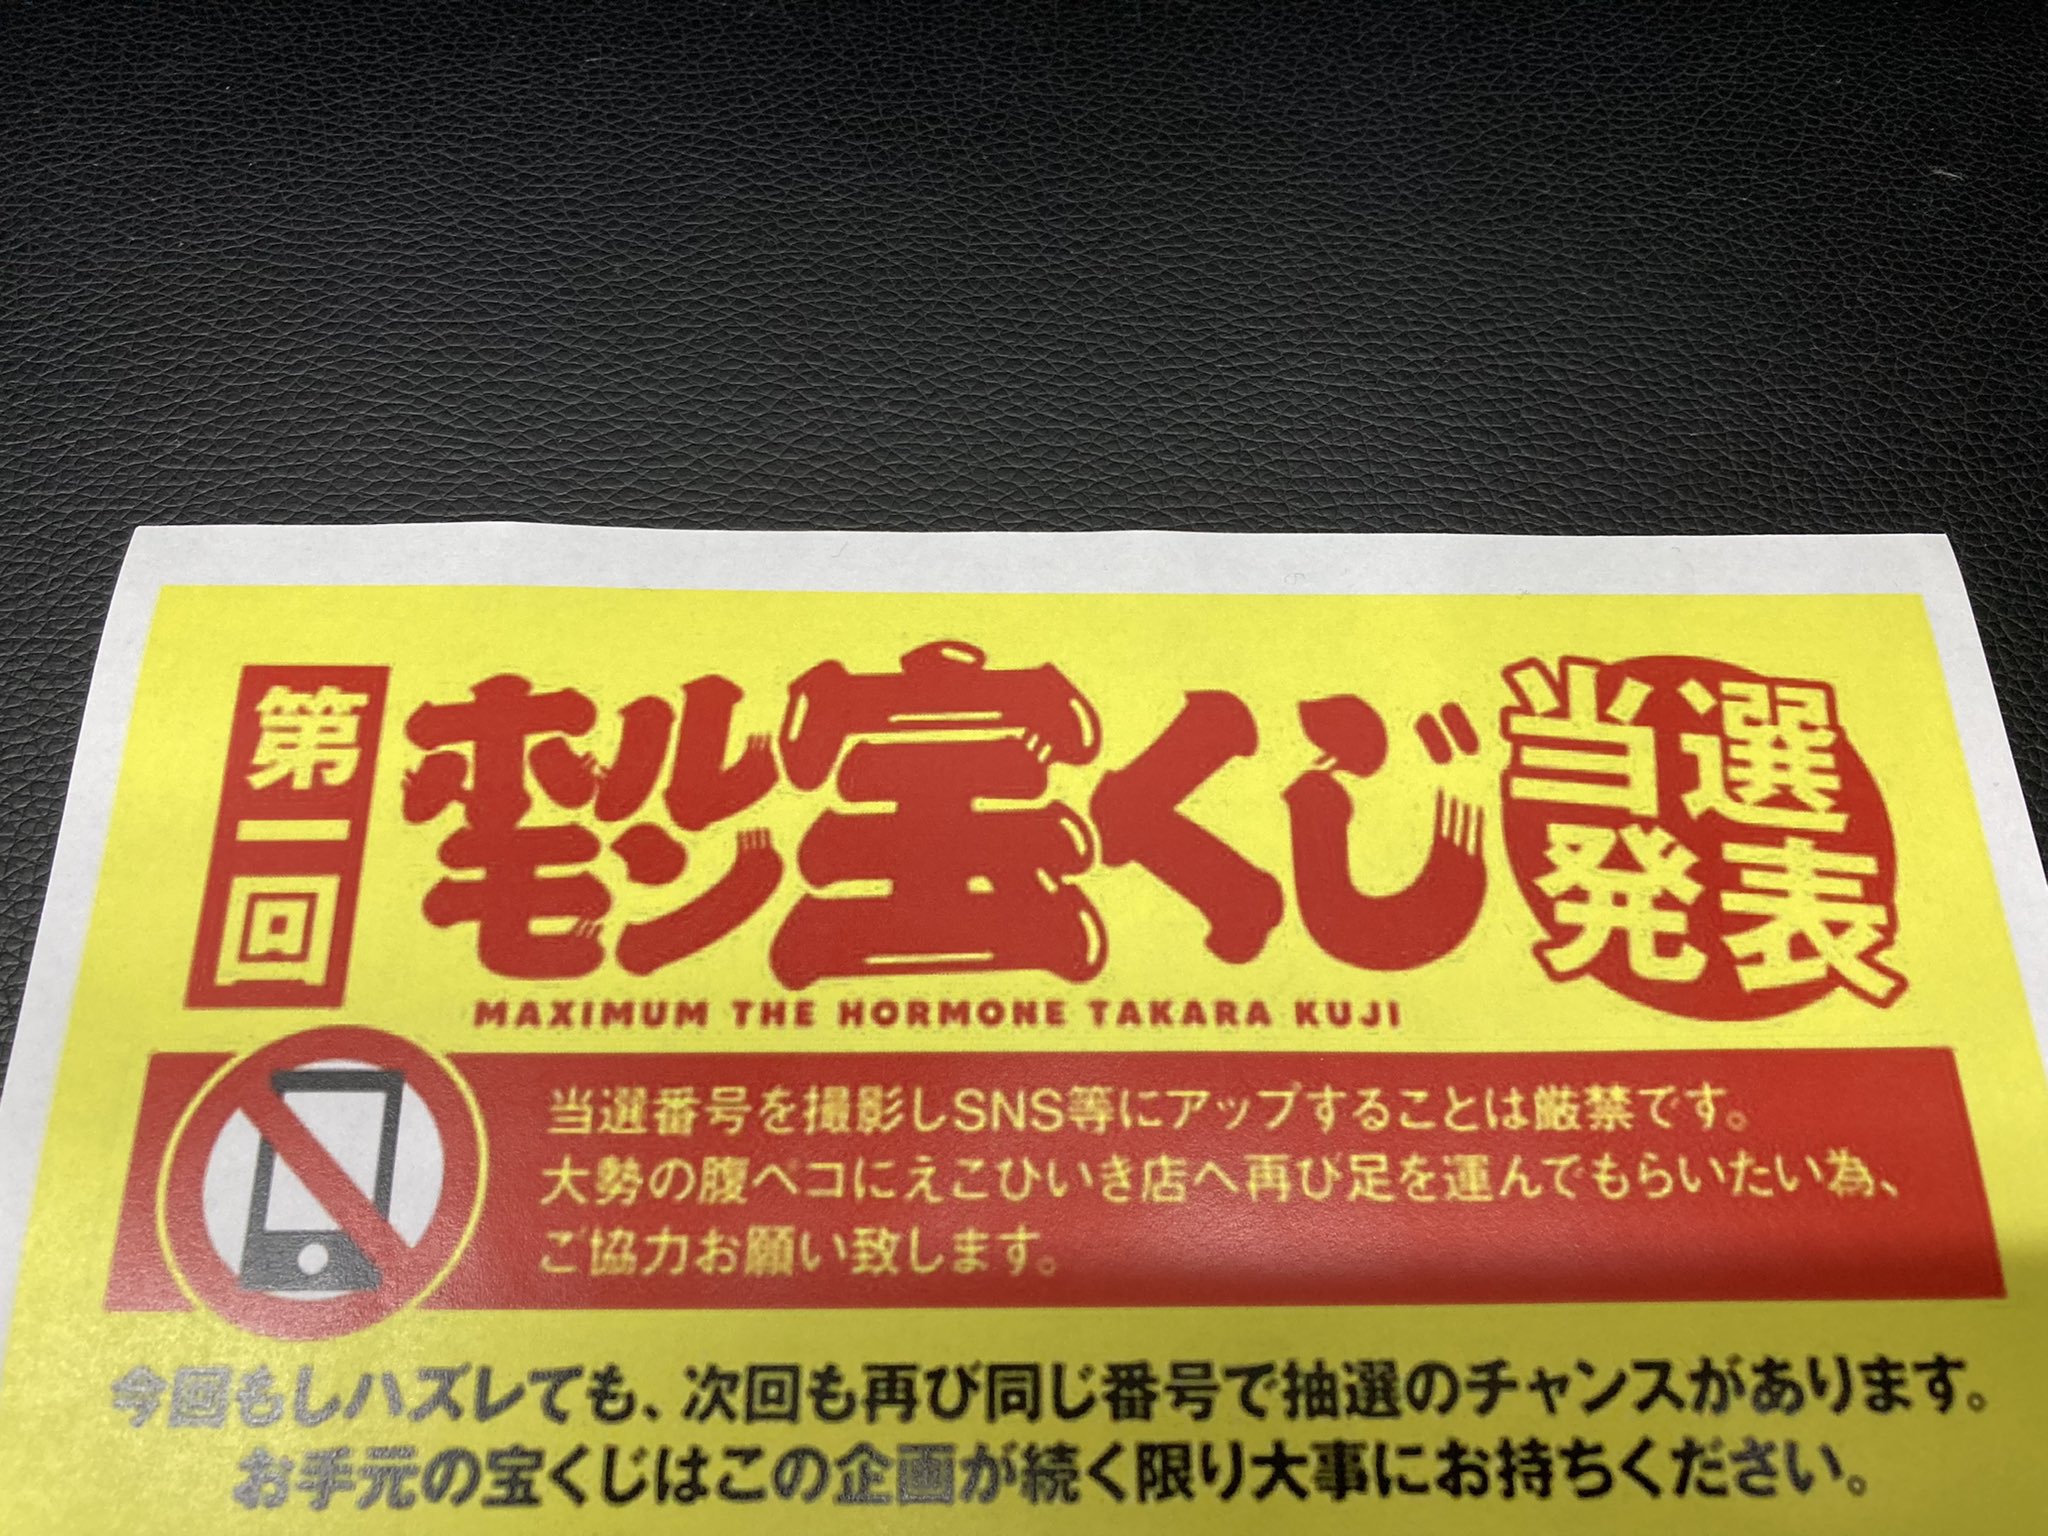 第一回
ホルモン宝くじ
当選発表
MAXIMUM THE HORMONE TAKARA KUJI
当選番号を撮影しSNS等にアップすることは厳禁です。
大勢の腹ペコにえこひいき店へ再び足を運んでもらいたい為、
ご協力お願い致します。
今回もしハズレても、次回も再び同じ番号で抽選のチャンスがあります。
お手元の宝くじはこの企画が続く限り大事にお持ちください。